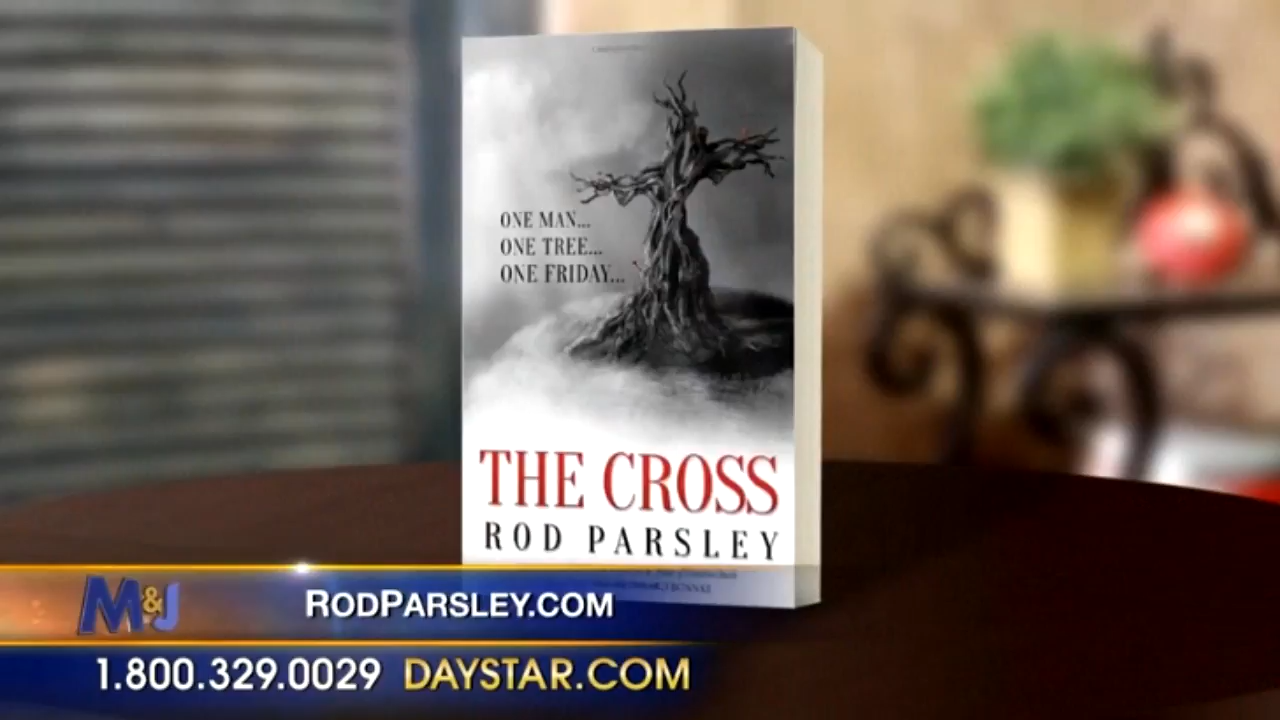 ONE MAN...
ONE TREE...
ONE FRIDAY...
THE CROSS
ROD PARSLEY
M&J
RODPARSLEY.COM
1.800.329.0029 DAYSTAR.COM